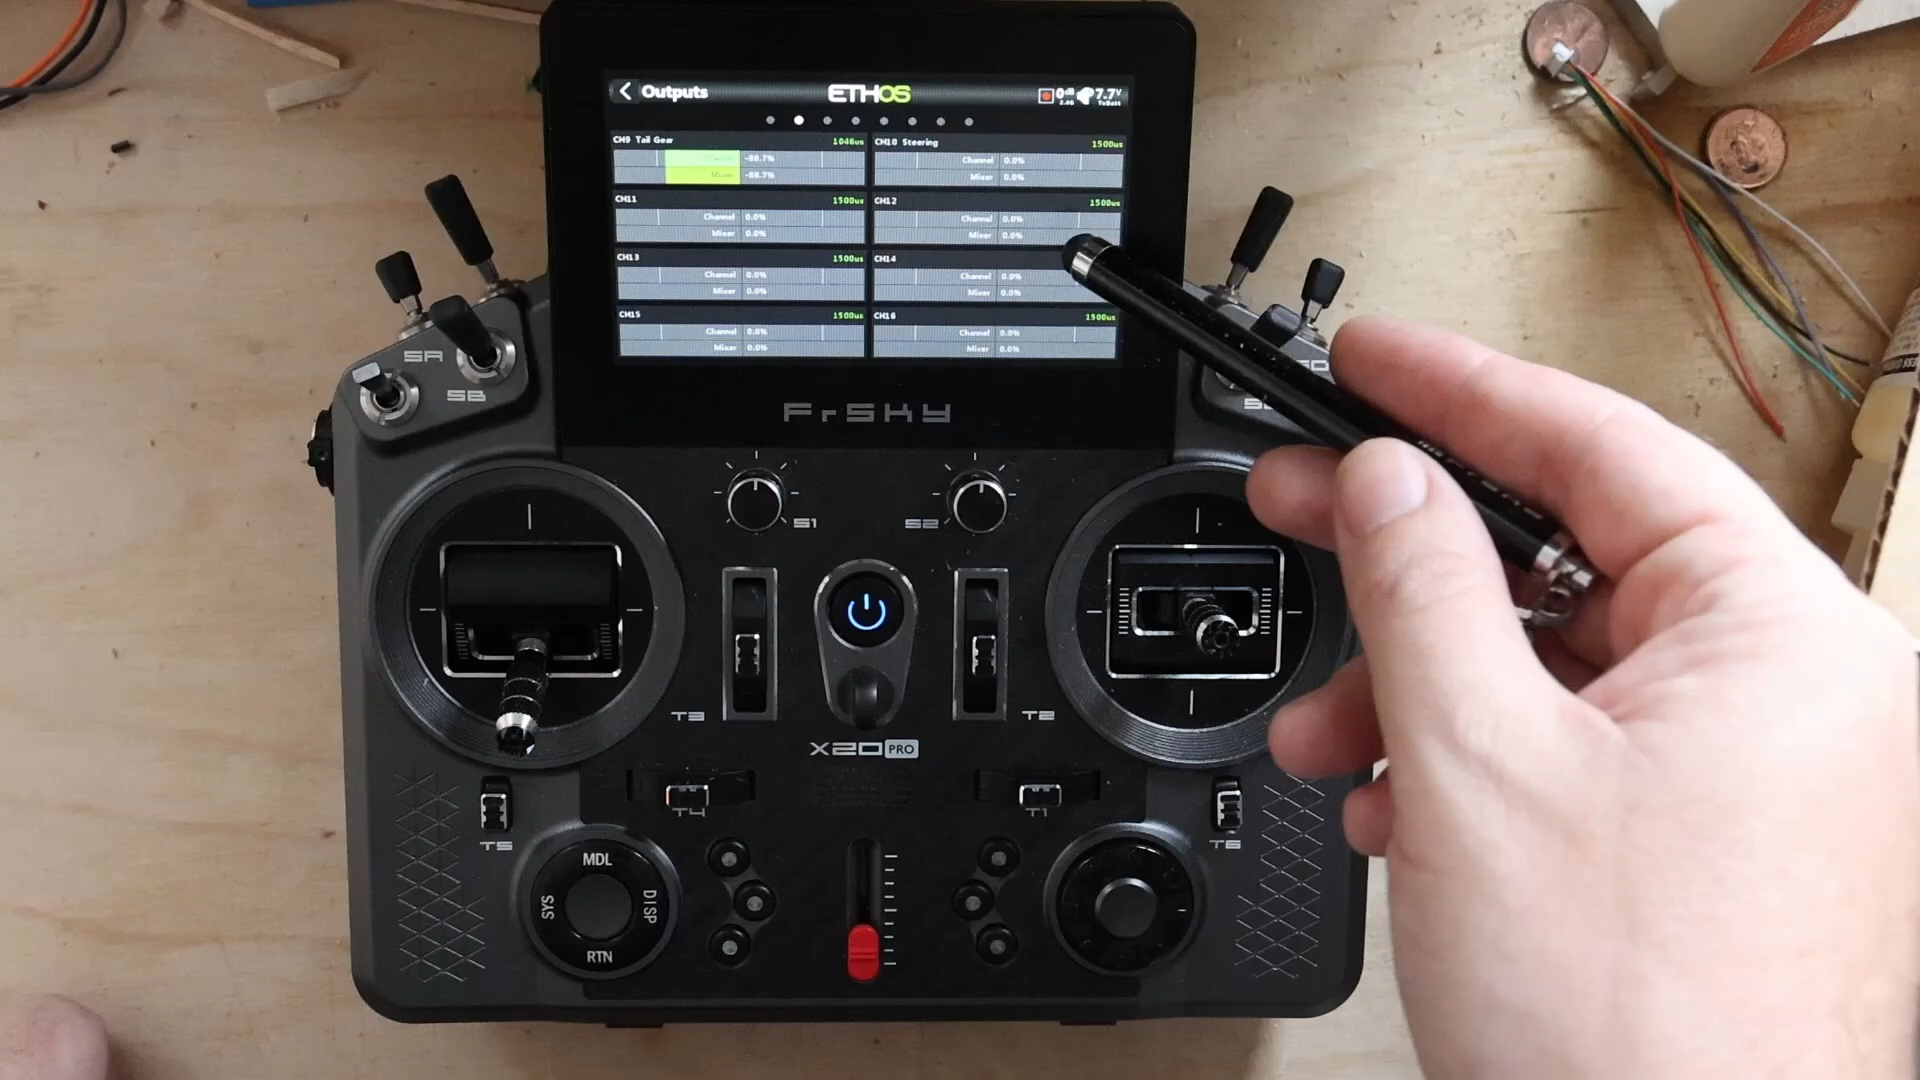 Outputs
ETHOS
0dB
2.4G
7.7V
TxBatt
CH9 Tail Gear
1046us
-88.7%
Mixer
-88.7%
CH10 Steering
1500us
Channel
0.0%
Mixer
0.0%
CH11
1500us
Channel
0.0%
Mixer
0.0%
CH12
1500us
Channel
0.0%
Mixer
0.0%
CH13
1500us
Channel
0.0%
Mixer
0.0%
CH14
Channel
0.0%
Mixer
0.0%
CH15
1500us
Channel
0.0%
Mixer
0.0%
CH16
1500us
Channel
0.0%
Mixer
0.0%
SA
SB
FrSKY
S1
S2
T3
T2
X20 PRO
T4
T1
T5
T6
MDL
SYS
DISP
RTN